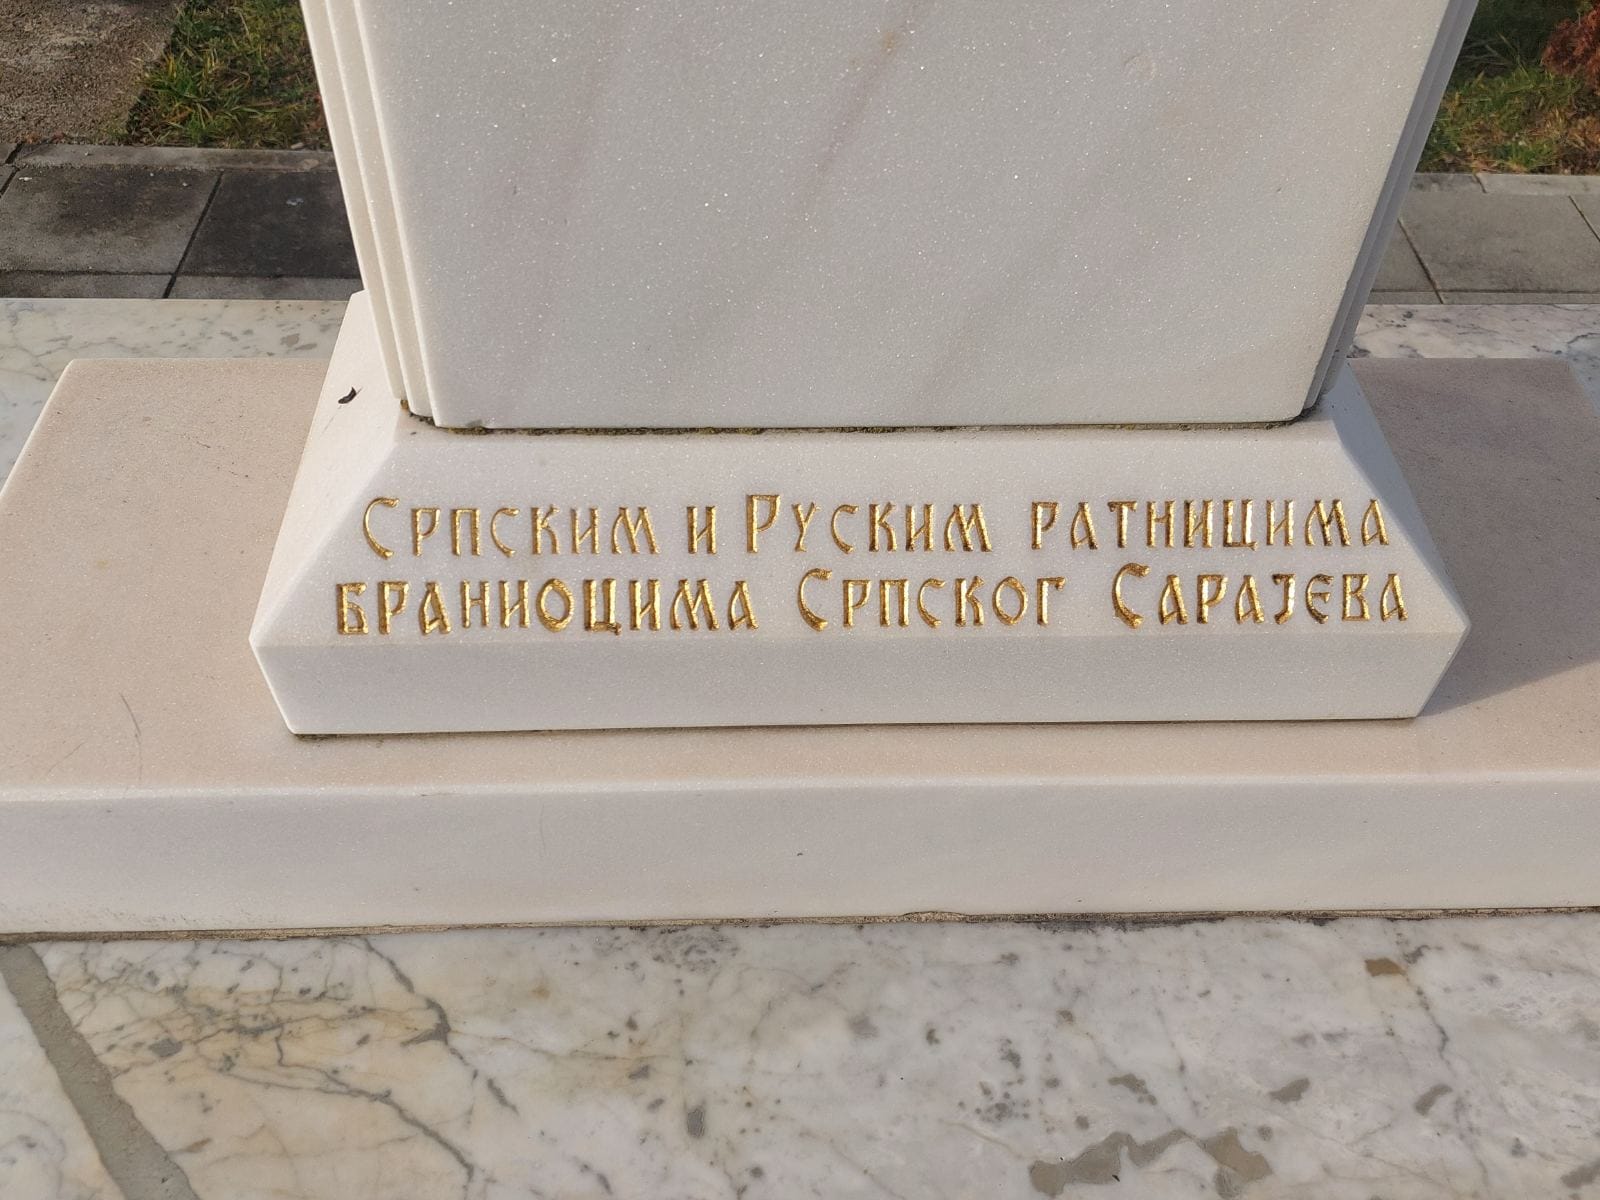 Српским и Руским ратницима
браниоцима Српског Сарајева